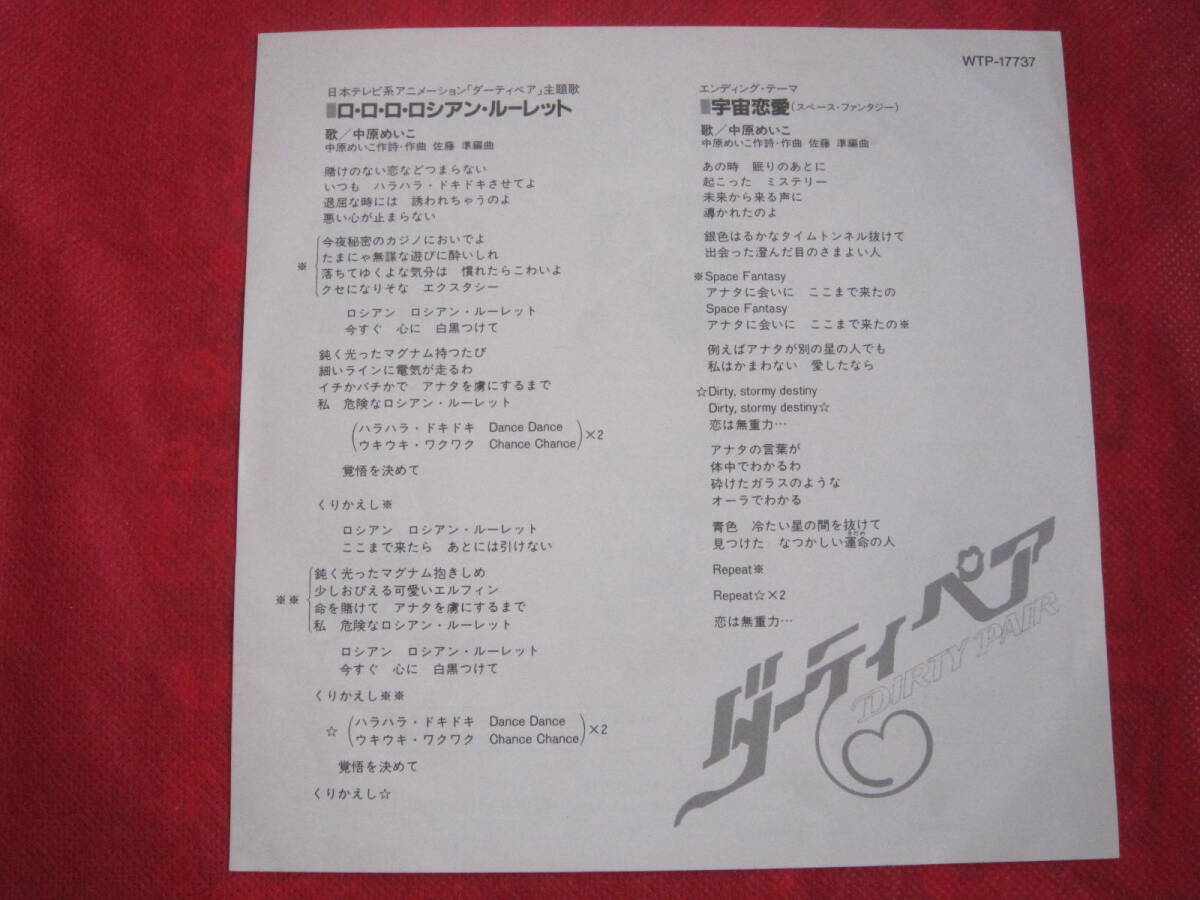 WTP-17737
日本テレビ系アニメーション「ダーティペア」主題歌
ロ・ロ・ロ・ロシアン・ルーレット
歌／中原めいこ
中原めいこ作詩・作曲 佐藤 準編曲
賭けのない恋などつまらない
いつも ハラハラ・ドキドキさせてよ
退屈な時には 誘われちゃうのよ
悪い心が止まらない
※
今夜秘密のカジノにおいでよ
たまにゃ無謀な遊びに酔いしれ
落ちてゆくよな気分は 慣れたらこわいよ
クセになりそな エクスタシー
ロシアン ロシアン・ルーレット
今すぐ 心に 白黒つけて
鈍く光ったマグナム持つたび
細いラインに電気が走るわ
イチかバチかで アナタを虜にするまで
私 危険なロシアン・ルーレット
(ハラハラ・ドキドキ Dance Dance
ウキウキ・ワクワク Chance Chance)×2
覚悟を決めて
くりかえし※
ロシアン ロシアン・ルーレット
ここまで来たら あとには引けない
※※
鈍く光ったマグナム抱きしめ
少しおびえる可愛いエルフィン
命を賭けて アナタを虜にするまで
私 危険なロシアン・ルーレット
ロシアン ロシアン・ルーレット
今すぐ 心に 白黒つけて
くりかえし※※
☆(ハラハラ・ドキドキ Dance Dance
ウキウキ・ワクワク Chance Chance)×2
覚悟を決めて
くりかえし☆
エンディング・テーマ
宇宙恋愛(スペース・ファンタジー)
歌／中原めいこ
中原めいこ作詩・作曲 佐藤 準編曲
あの時 眠りのあとに
起こった ミステリー
未来から来る声に
導かれたのよ
銀色はるかなタイムトンネル抜けて
出会った澄んだ目のさまよい人
※Space Fantasy
アナタに会いに ここまで来たの
Space Fantasy
アナタに会いに ここまで来たの※
例えばアナタが別の星の人でも
私はかまわない 愛したなら
☆Dirty, stormy destiny
Dirty, stormy destiny☆
恋は無重力…
アナタの言葉が
体中でわかるわ
砕けたガラスのような
オーラでわかる
青色 冷たい星の間を抜けて
見つけた なつかしい運命の人
さだめ
Repeat※
Repeat☆×2
恋は無重力…
ダーティペア
DIRTY PAIR